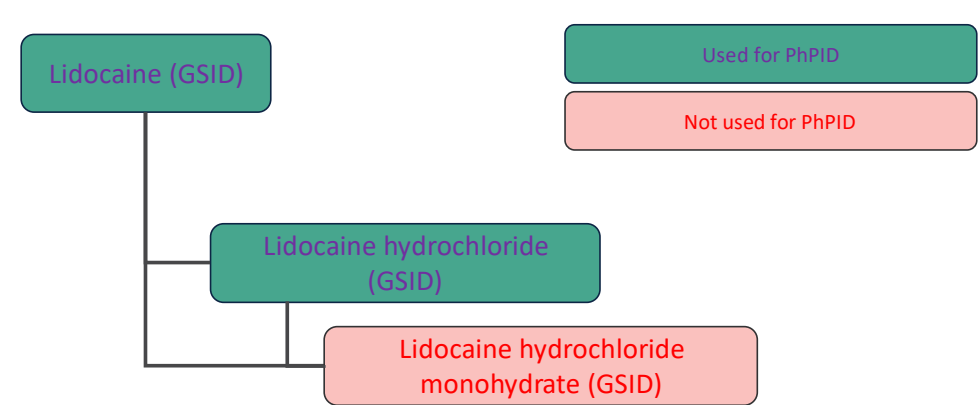 Lidocaine (GSID)
Used for PhPID
Not used for PhPID
Lidocaine hydrochloride
(GSID)
Lidocaine hydrochloride
monohydrate (GSID)